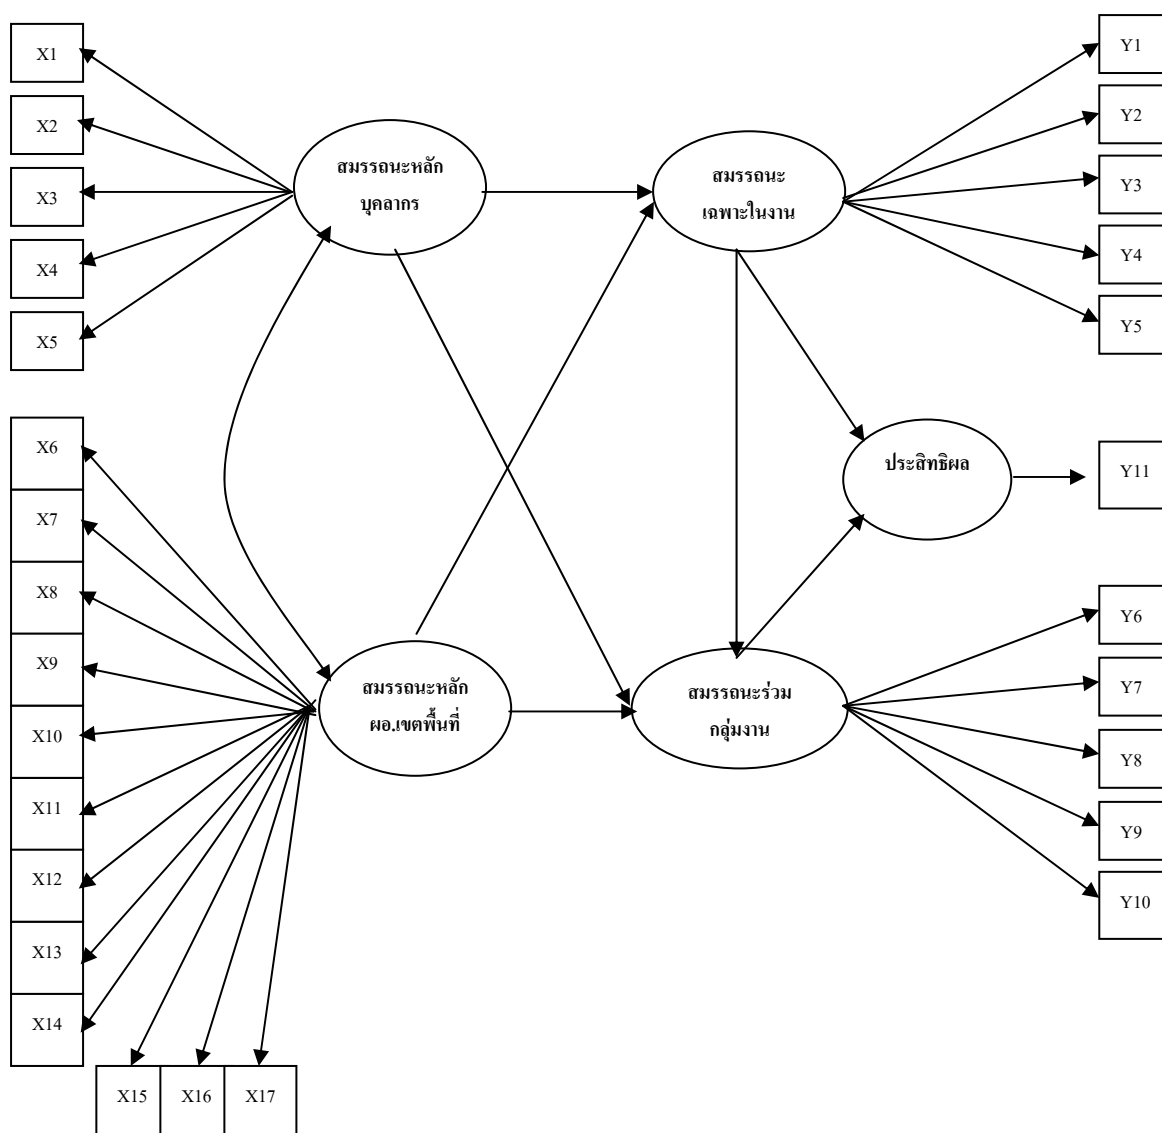 X1
X2
X3
X4
X5
X6
X7
X8
X9
X10
X11
X12
X13
X14
X15
X16
X17
สมรรถนะหลัก
บุคลากร
สมรรถนะหลัก
ผอ.เขตพื้นที่
สมรรถนะ
เฉพาะในงาน
สมรรถนะร่วม
กลุ่มงาน
ประสิทธิผล
Y1
Y2
Y3
Y4
Y5
Y11
Y6
Y7
Y8
Y9
Y10